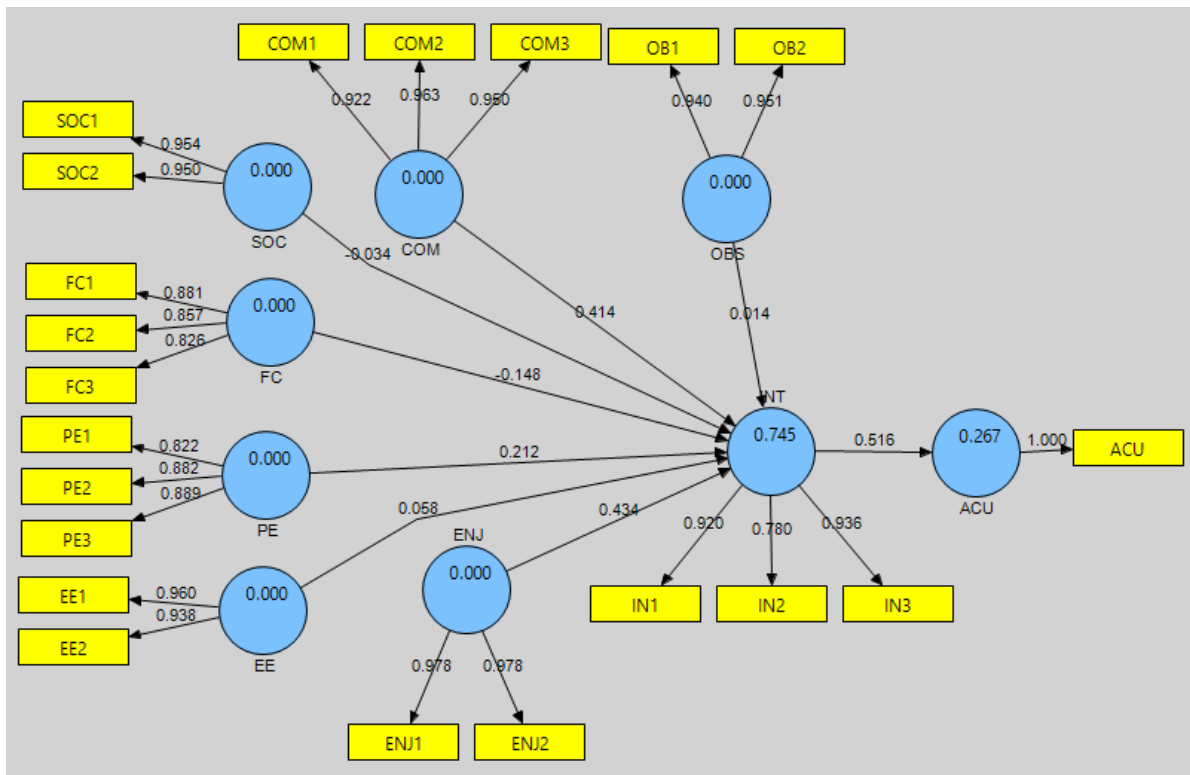 COM1
COM2
COM3
OB1
OB2
0.922
0.963
0.950
0.940
0.951
SOC1
SOC2
0.954
0.950
0.000
SOC
0.000
COM
0.000
OBS
-0.034
0.414
0.014
FC1
FC2
FC3
0.881
0.857
0.826
0.000
FC
-0.148
INT
0.745
0.516
0.267
ACU
1.000
ACU
PE1
PE2
PE3
0.822
0.882
0.889
0.000
PE
0.212
0.058
0.434
0.920
0.780
0.936
IN1
IN2
IN3
EE1
EE2
0.960
0.938
0.000
EE
ENJ
0.000
0.978
0.978
ENJ1
ENJ2